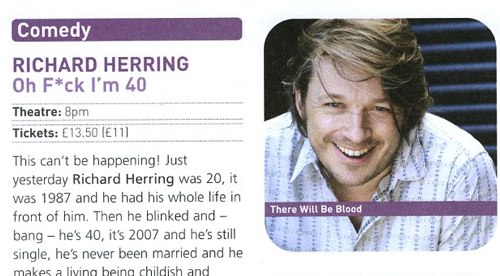 Comedy
RICHARD HERRING
Oh F*ck I'm 40
Theatre: 8pm
Tickets: £13.50 (£11)
This can't be happening! Just
yesterday Richard Herring was 20, it
was 1987 and he had his whole life in
front of him. Then he blinked and –
bang – he's 40, it's 2007 and he's still
single, he's never been married and he
makes a living being childish and
There Will Be Blood